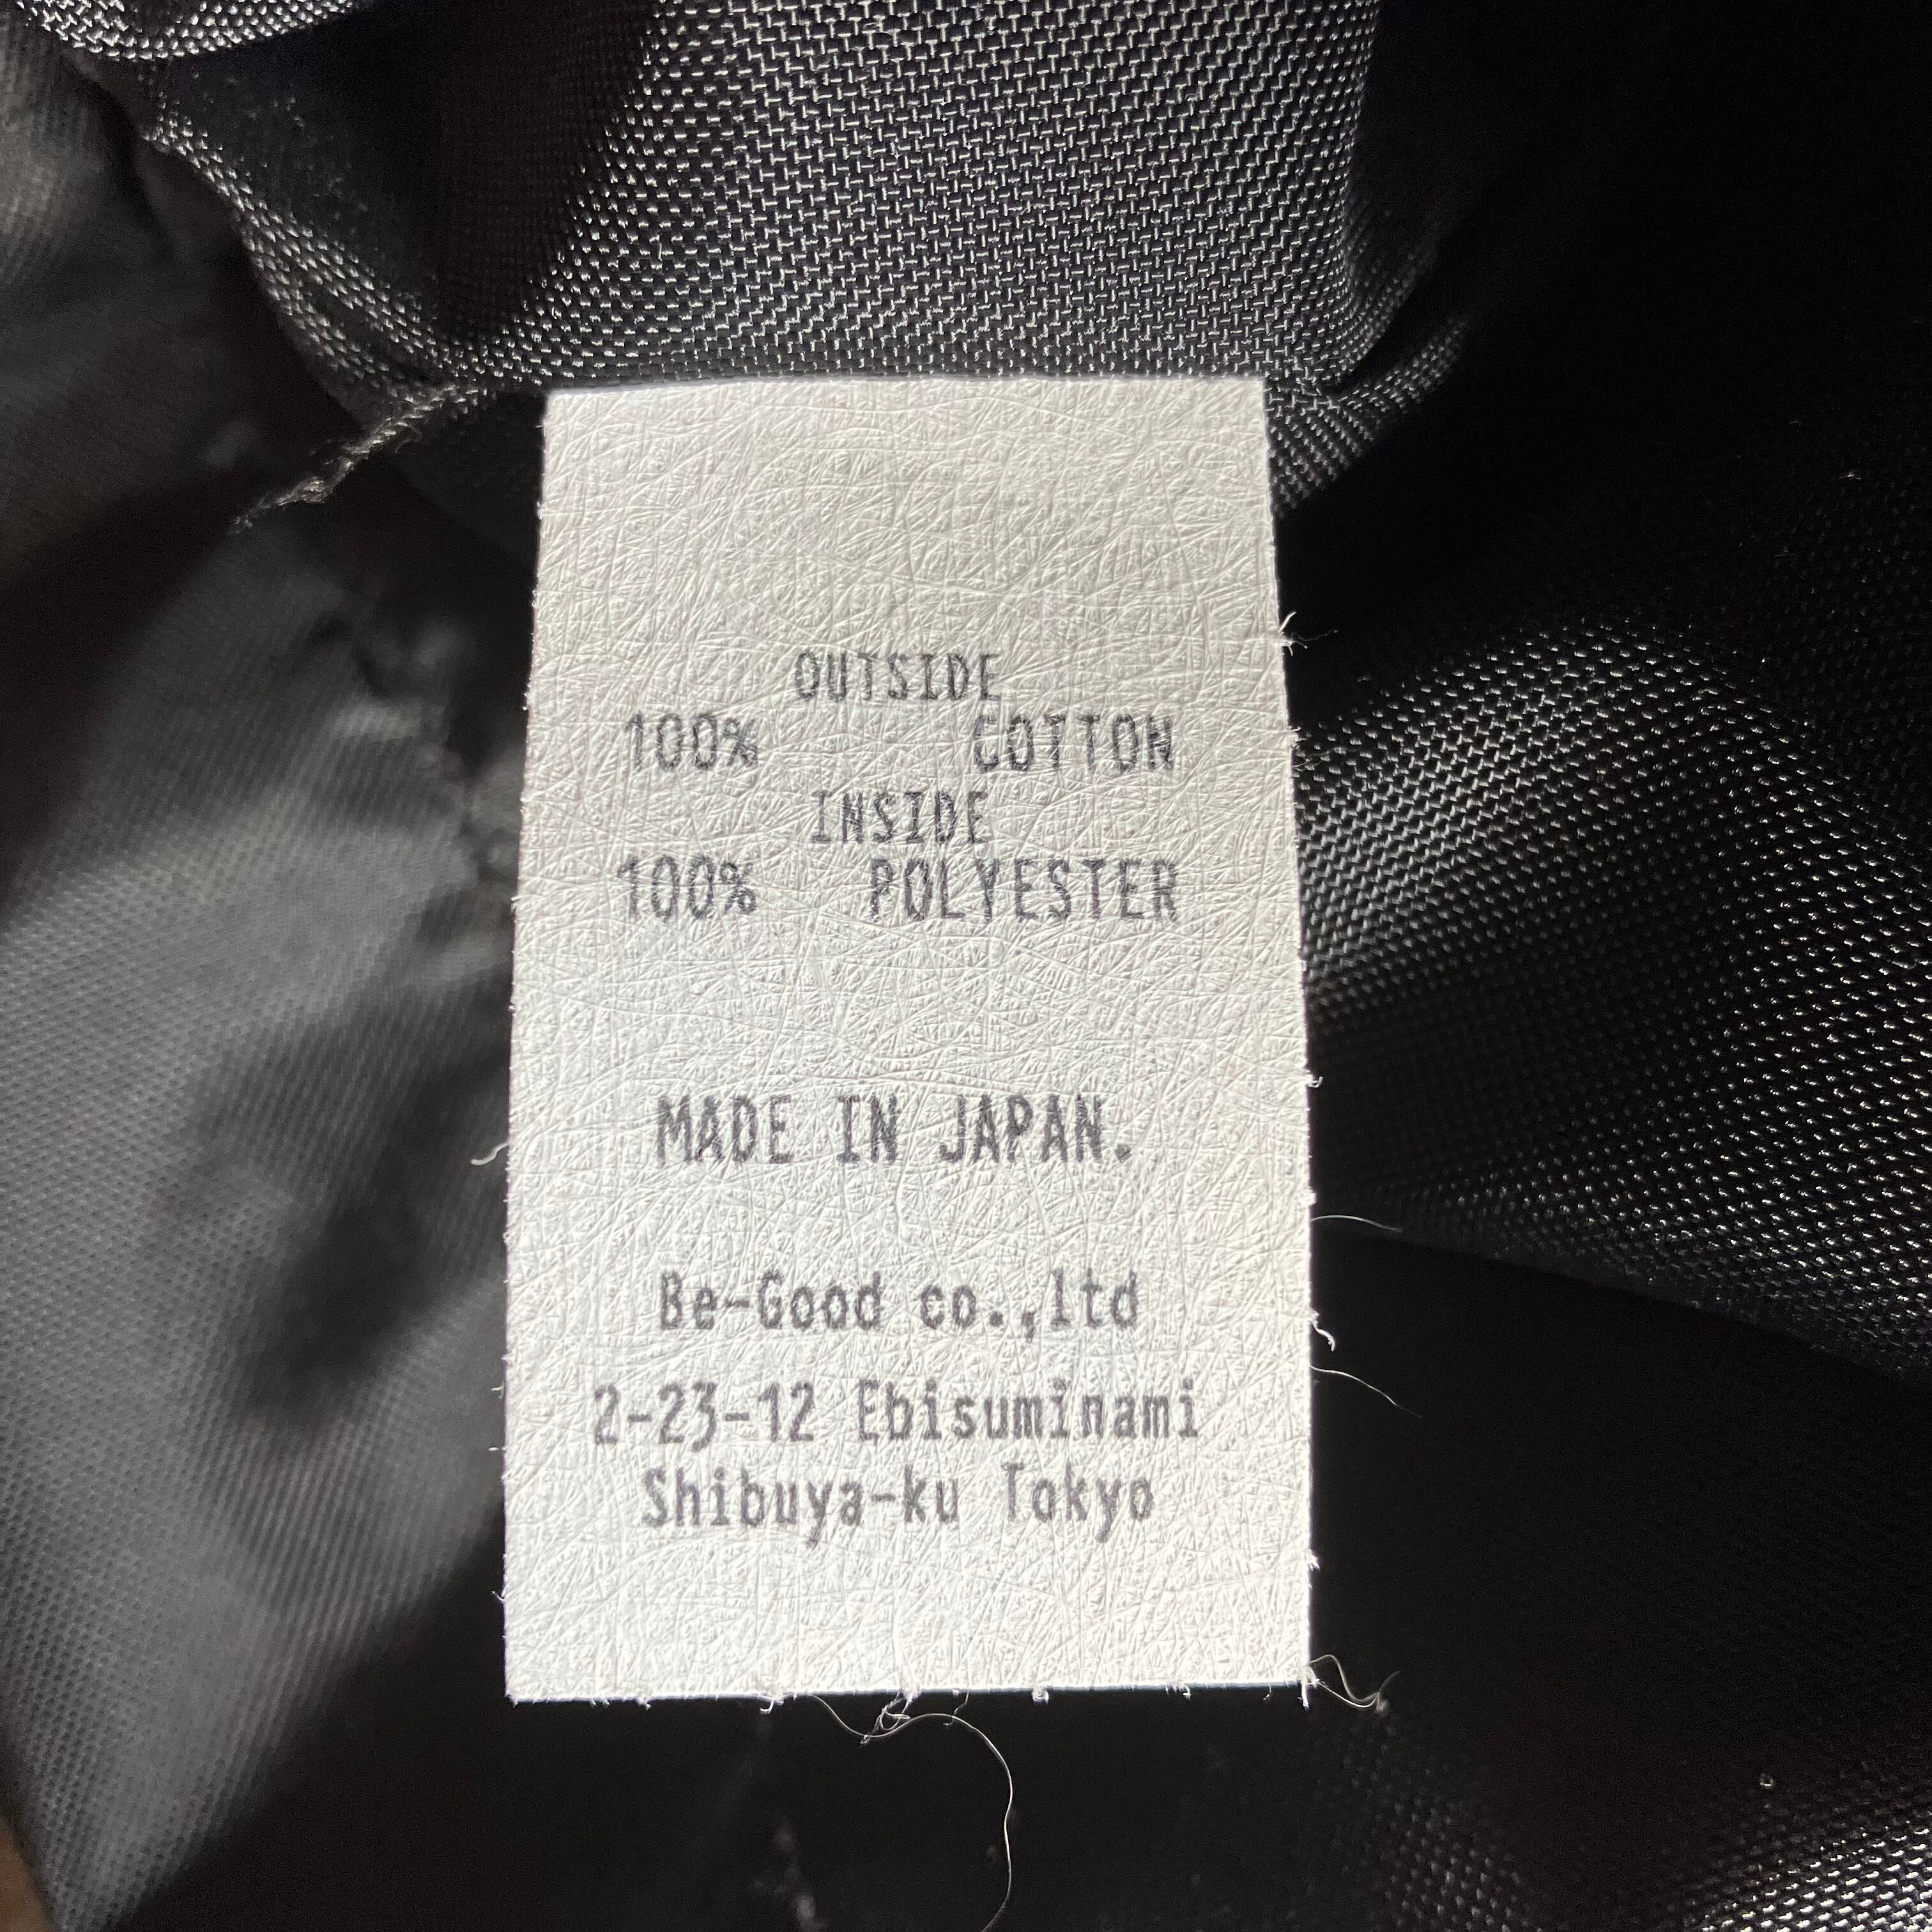 OUTSIDE
100% COTTON
INSIDE
100% POLYESTER
MADE IN JAPAN.
Be-Good co.,ltd
2-23-12 Ebisuminami
Shibuya-ku Tokyo